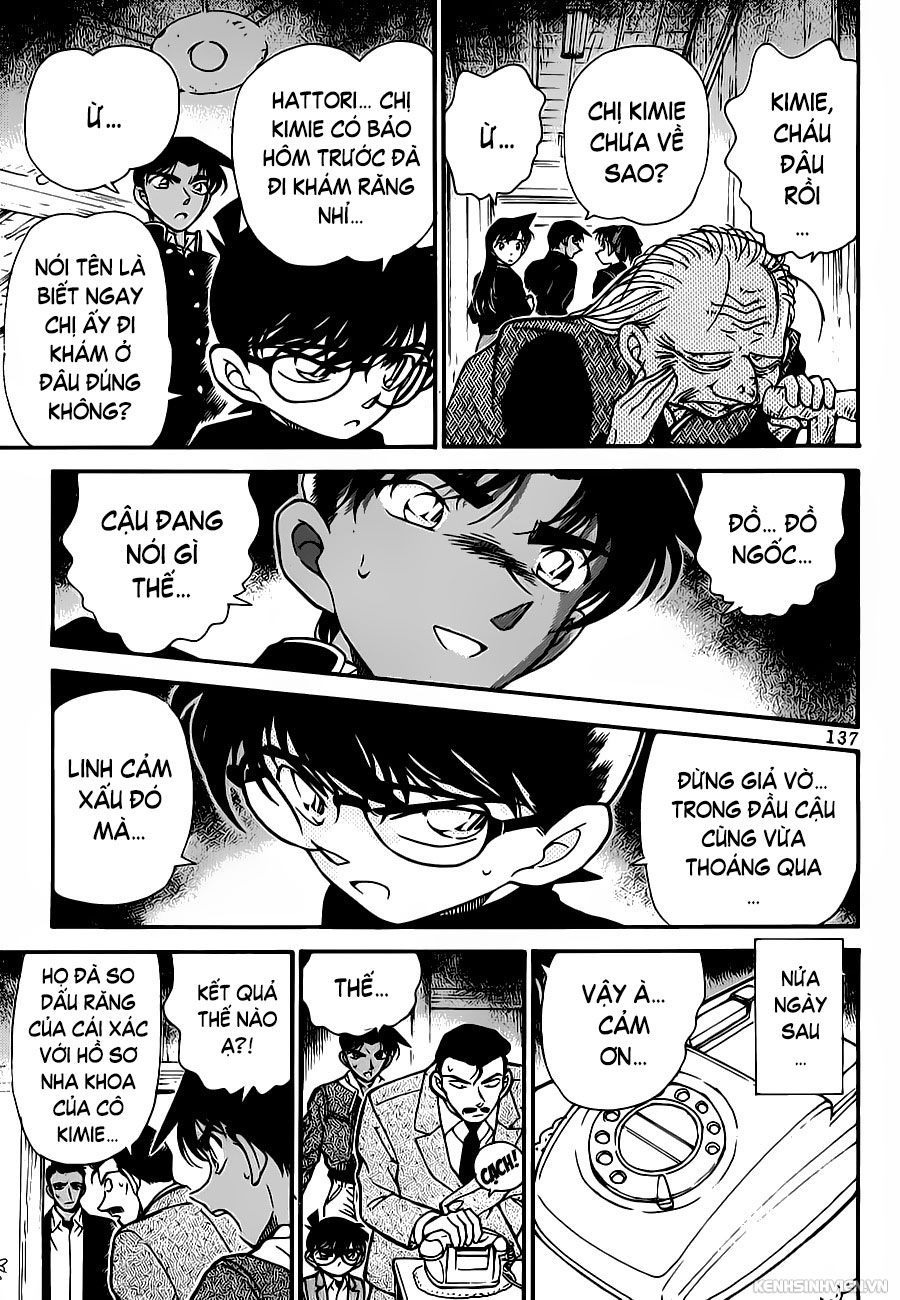 KIMIE,
CHÁU
ĐÂU
RỒI
...
CHỊ KIMIE
CHƯA VỀ
SAO?
Ừ...
HATTORI... CHỊ
KIMIE CÓ BẢO
HÔM TRƯỚC ĐÃ
ĐI KHÁM RĂNG
NHỈ...
Ừ...
NÓI TÊN LÀ
BIẾT NGAY
CHỊ ẤY ĐI
KHÁM Ở
ĐÂU ĐÚNG
KHÔNG?
ĐỒ... ĐỒ
NGỐC...
CẬU ĐANG
NÓI GÌ
THẾ...
137
ĐỪNG GIẢ VỜ...
TRONG ĐẦU CẬU
CŨNG VỪA
THOÁNG QUA
...
LINH CẢM
XẤU ĐÓ
MÀ...
NỬA
NGÀY
SAU
...
VẬY À...
CẢM
ƠN...
CẠCH!
THẾ...
KẾT QUẢ
THẾ NÀO
Ạ?!
HỌ ĐÃ SO
DẤU RĂNG
CỦA CÁI XÁC
VỚI HỒ SƠ
NHA KHOA
CỦA CÔ
KIMIE...
KENHSINHVIEN.VN